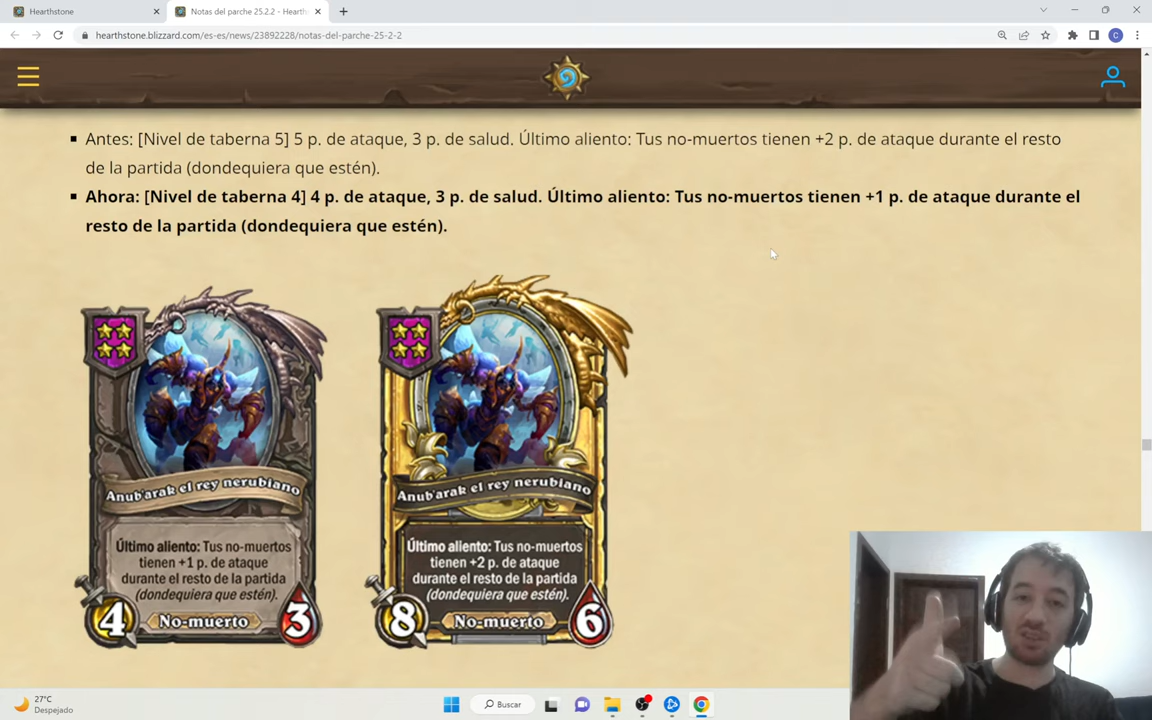 Hearthstone
Notas del parche 25.2.2 - Hearth
hearthstone.blizzard.com/es-es/news/23892228/notas-del-parche-25-2-2
C
Antes: [Nivel de taberna 5] 5 p. de ataque, 3 p. de salud. Último aliento: Tus no-muertos tienen +2 p. de ataque durante el resto
de la partida (dondequiera que estén).
Ahora: [Nivel de taberna 4] 4 p. de ataque, 3 p. de salud. Último aliento: Tus no-muertos tienen +1 p. de ataque durante el
resto de la partida (dondequiera que estén).
Anub'arak el rey nerubiano
Último aliento: Tus no-muertos
tienen +1 p. de ataque
durante el resto de la partida
(dondequiera que estén).
4
No-muerto
3
Anub'arak el rey nerubiano
Último aliento: Tus no-muertos
tienen +2 p. de ataque
durante el resto de la partida
(dondequiera que estén).
8
No-muerto
6
27°C
Despejado
Buscar